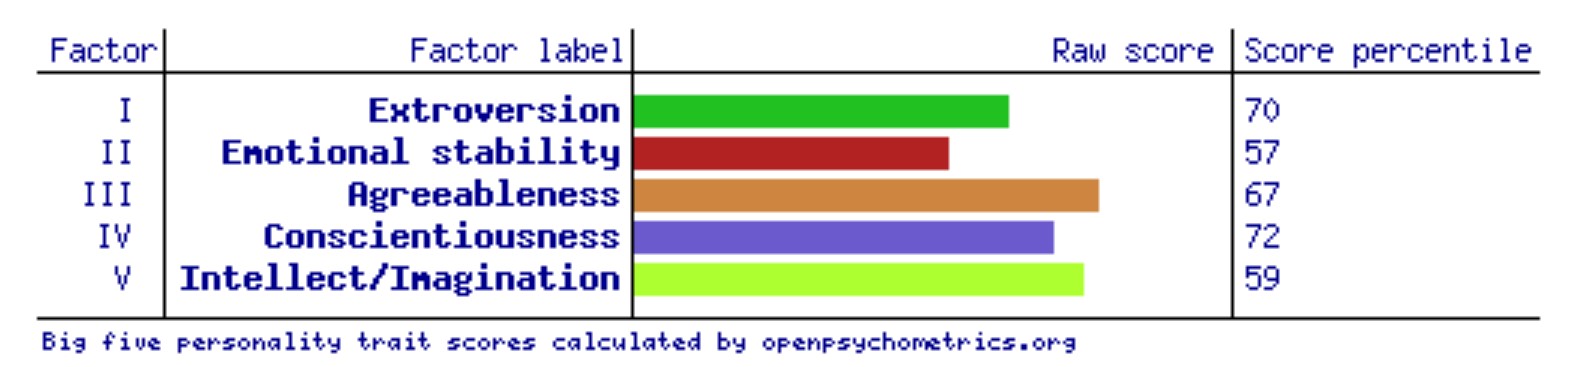 Factor Factor label Raw score Score percentile
I Extroversion 70
II Emotional stability 57
III Agreeableness 67
IV Conscientiousness 72
V Intellect/Imagination 59
Big five personality trait scores calculated by openpsychometrics.org